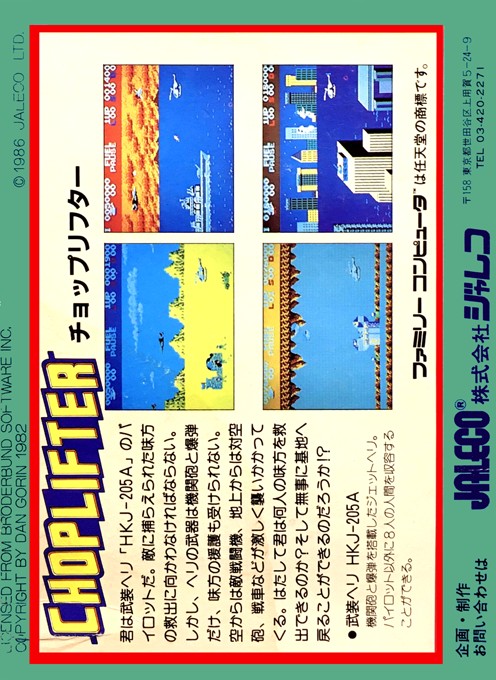 LICENSED FROM BRODERBUND SOFTWARE INC.
COPYRIGHT BY DAN GORIN 1982
©1986 JALECO LTD.
CHOPLIFTER
チョップリフター
君は武装ヘリ「HKJ-205A」のパ
イロットだ。敵に捕らえられた味方
の救出に向かわなければならない。
しかし、ヘリの武器は機関砲と爆弾
だけ、味方の援護も受けられない。
空からは敵戦闘機、地上からは対空
砲、戦車などが激しく襲いかかって
くる。はたして君は何人の味方を救
出できるのか?そして無事に基地へ
戻ることができるのだろうか!?
●武装ヘリ HKJ-205A
機関砲と爆弾を搭載したジェットヘリ。
パイロット以外に8人の人間を収容する
ことができる。
FUEL
PAUSE
1UP
FUEL
PAUSE
1UP
FUEL
PAUSE
ファミリーコンピュータ™は任天堂の商標です。
企画・制作
お問い合わせは
JALECO® 株式会社ジャレコ
〒158 東京都世田谷区上用賀5-24-9
TEL 03-420-2271